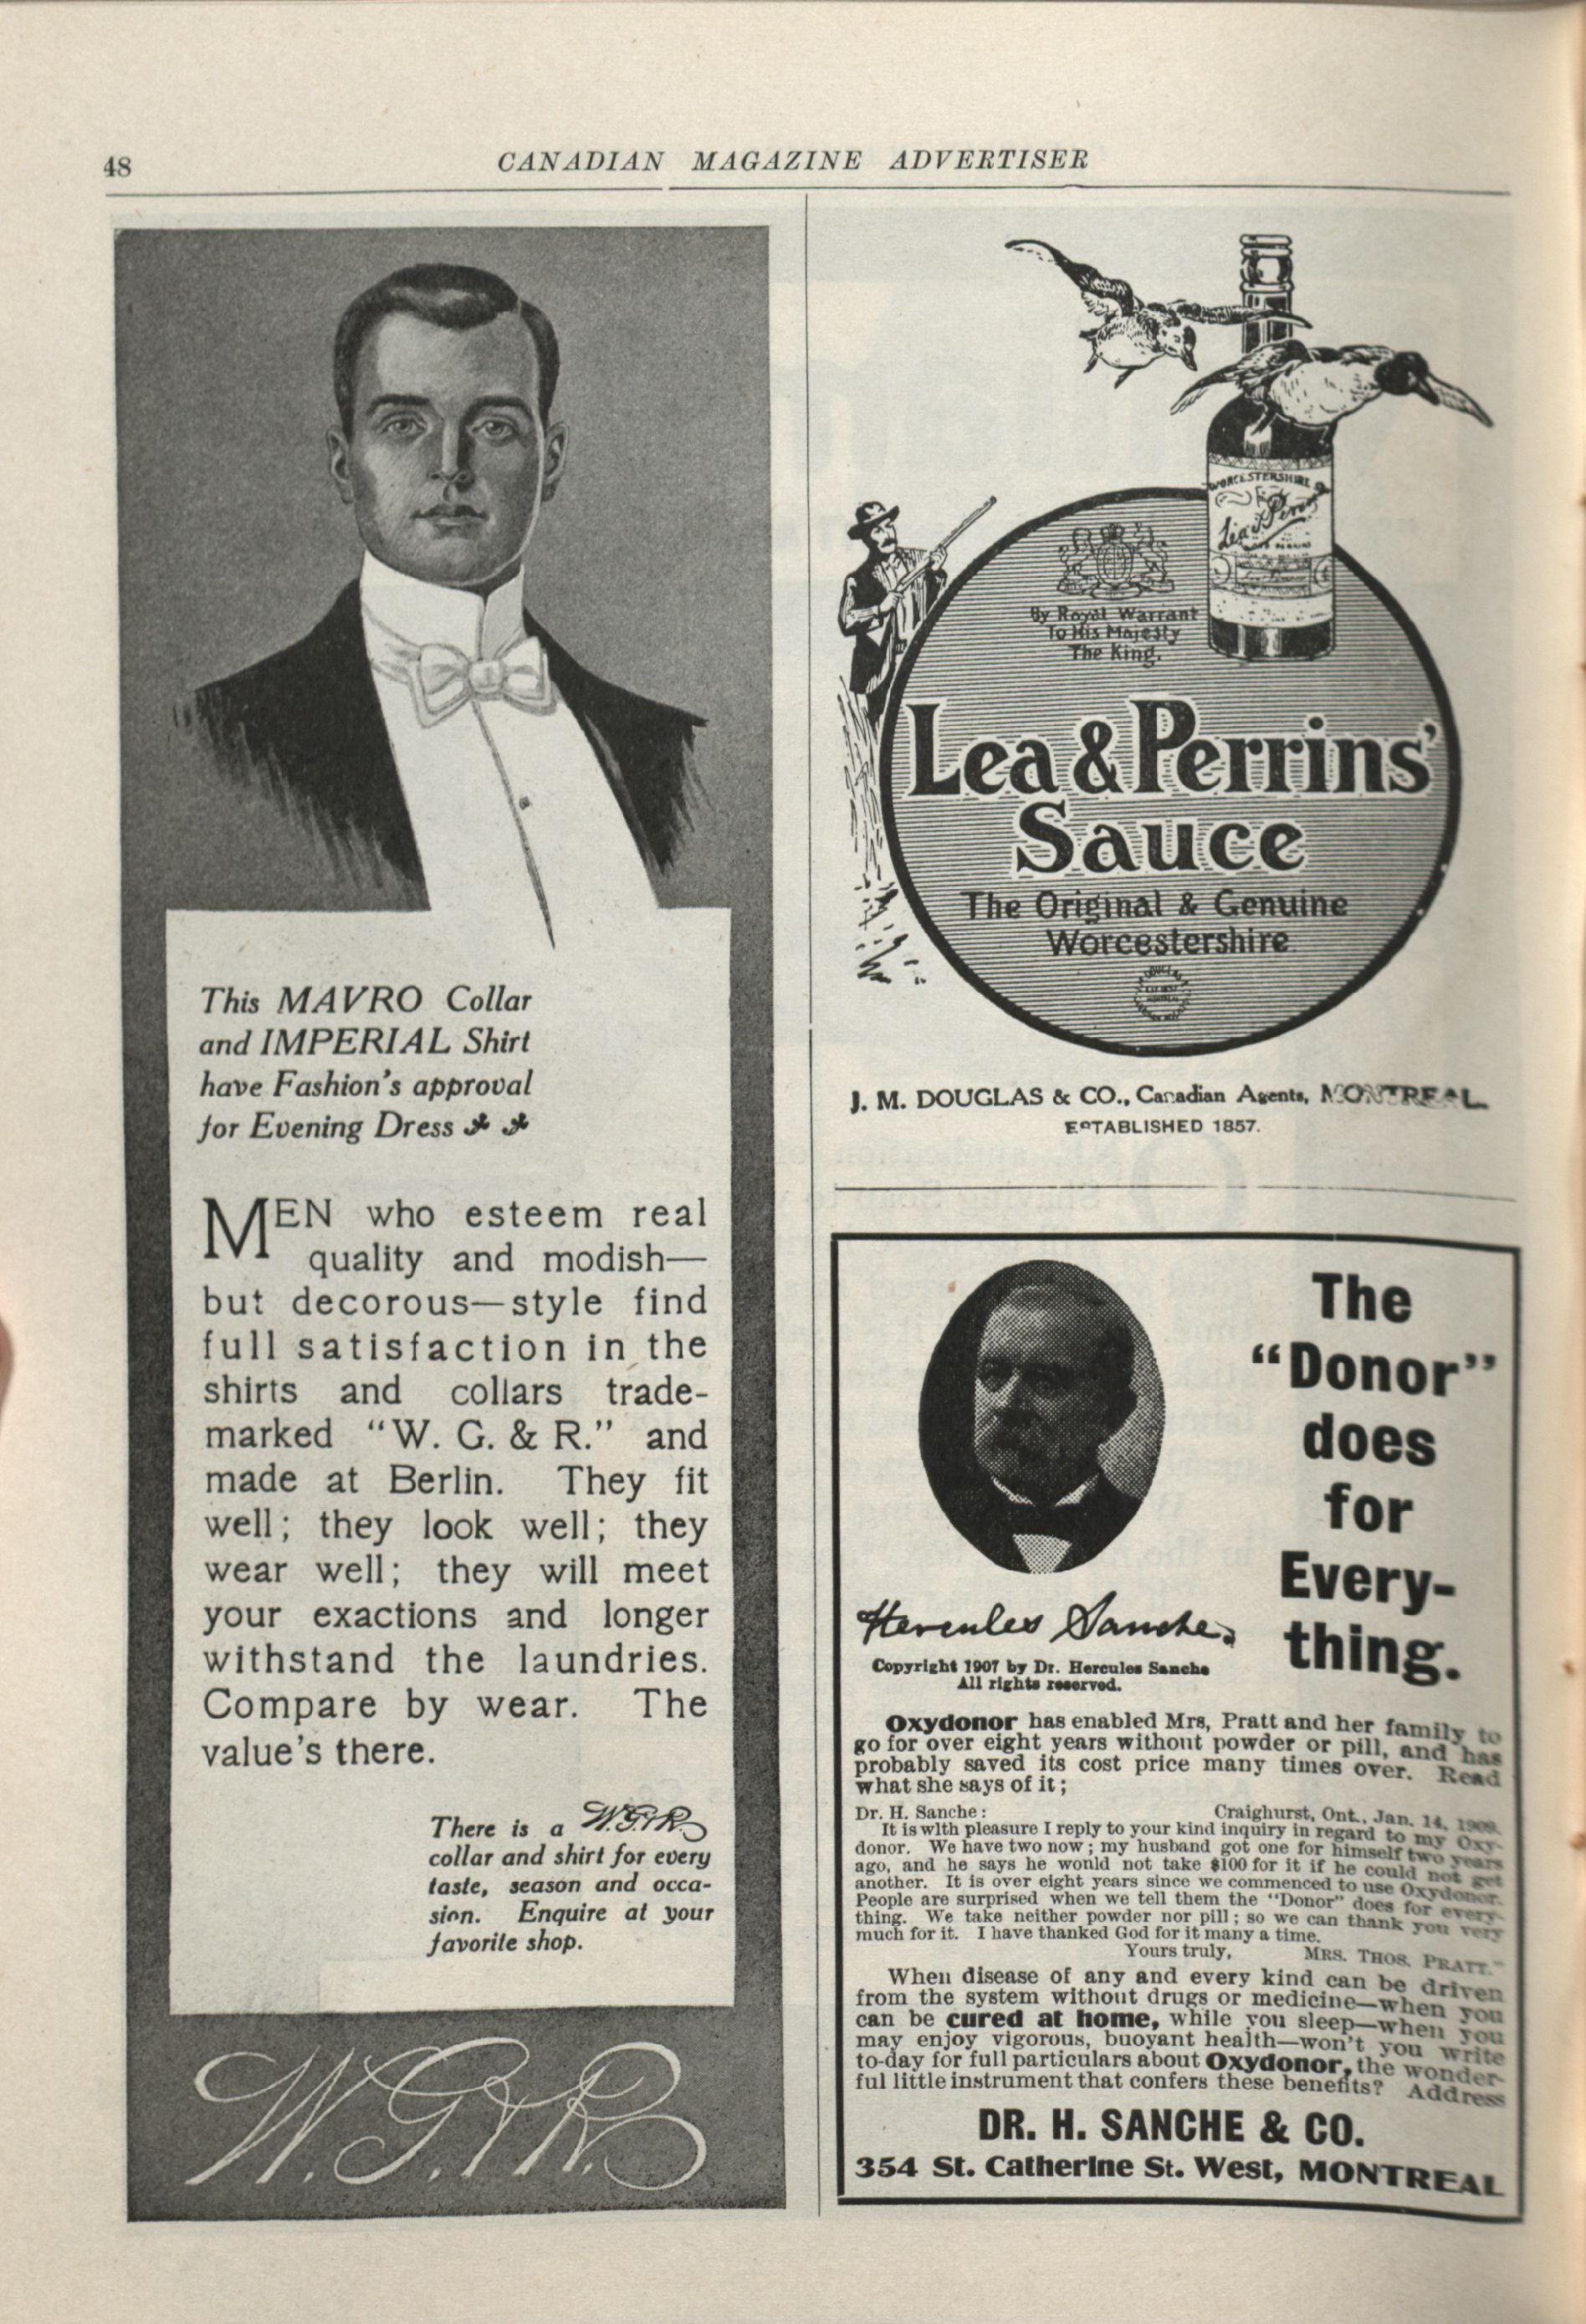 48
CANADIAN MAGAZINE ADVERTISER
This MAVRO Collar
and IMPERIAL Shirt
have Fashion's approval
for Evening Dress
MEN who esteem real
quality and modish—
but decorous—style find
full satisfaction in the
shirts and collars trade-
marked "W. G. & R." and
made at Berlin. They fit
well; they look well; they
wear well; they will meet
your exactions and longer
withstand the laundries.
Compare by wear. The
value's there.
There is a W.G.&R.
collar and shirt for every
taste, season and occa-
sion. Enquire at your
favorite shop.
W.G.&R.
WORCESTERSHIRE
Lea & Perrins
By Royal Warrant
To His Majesty
The King.
Lea & Perrins'
Sauce
The Original & Genuine
Worcestershire
J. M. DOUGLAS & CO., Canadian Agents, MONTREAL
ESTABLISHED 1857.
The
"Donor"
does
for
Every-
thing.
Hercules Sanche.
Copyright 1907 by Dr. Hercules Sanche
All rights reserved.
Oxydonor has enabled Mrs, Pratt and her family to
go for over eight years without powder or pill, and has
probably saved its cost price many times over. Read
what she says of it;
Dr. H. Sanche: Craighurst, Ont., Jan. 14, 1909.
It is with pleasure I reply to your kind inquiry in regard to my Oxy-
donor. We have two now; my husband got one for himself two years
ago, and he says he would not take $100 for it if he could not get
another. It is over eight years since we commenced to use Oxydonor.
People are surprised when we tell them the "Donor" does for every-
thing. We take neither powder nor pill; so we can thank you very
much for it. I have thanked God for it many a time.
Yours truly, MRS. THOS. PRATT."
When disease of any and every kind can be driven
from the system without drugs or medicine—when you
can be cured at home, while you sleep—when you
may enjoy vigorous, buoyant health—won't you write
to-day for full particulars about Oxydonor, the wonder-
ful little instrument that confers these benefits? Address
DR. H. SANCHE & CO.
354 St. Catherine St. West, MONTREAL